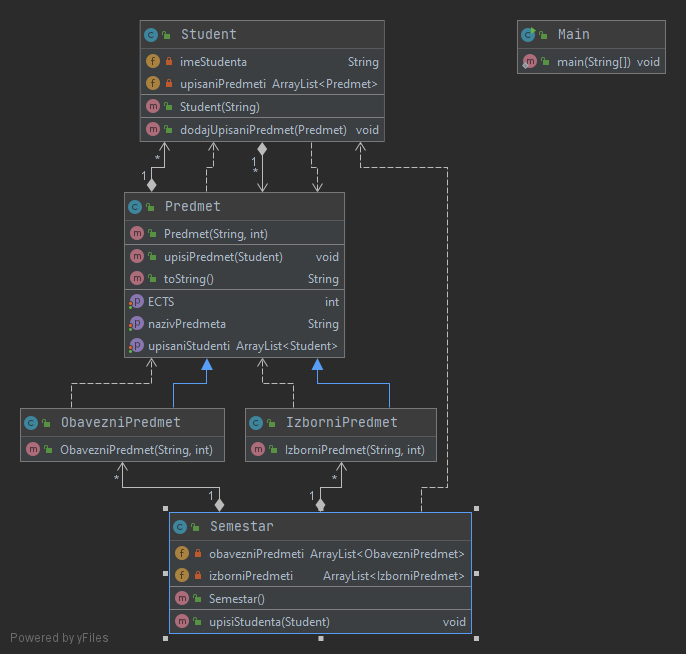 Student
imeStudenta String
upisaniPredmeti ArrayList<Predmet>
Student(String)
dodajUpisaniPredmet(Predmet) void
Main
main(String[]) void
1
*
1
*
Predmet
Predmet(String, int)
upisiPredmet(Student) void
toString() String
ECTS int
nazivPredmeta String
upisaniStudenti ArrayList<Student>
ObavezniPredmet
ObavezniPredmet(String, int)
IzborniPredmet
IzborniPredmet(String, int)
*
1
1
*
Semestar
obavezniPredmeti ArrayList<ObavezniPredmet>
izborniPredmeti ArrayList<IzborniPredmet>
Semestar()
upisiStudenta(Student) void
Powered by yFiles